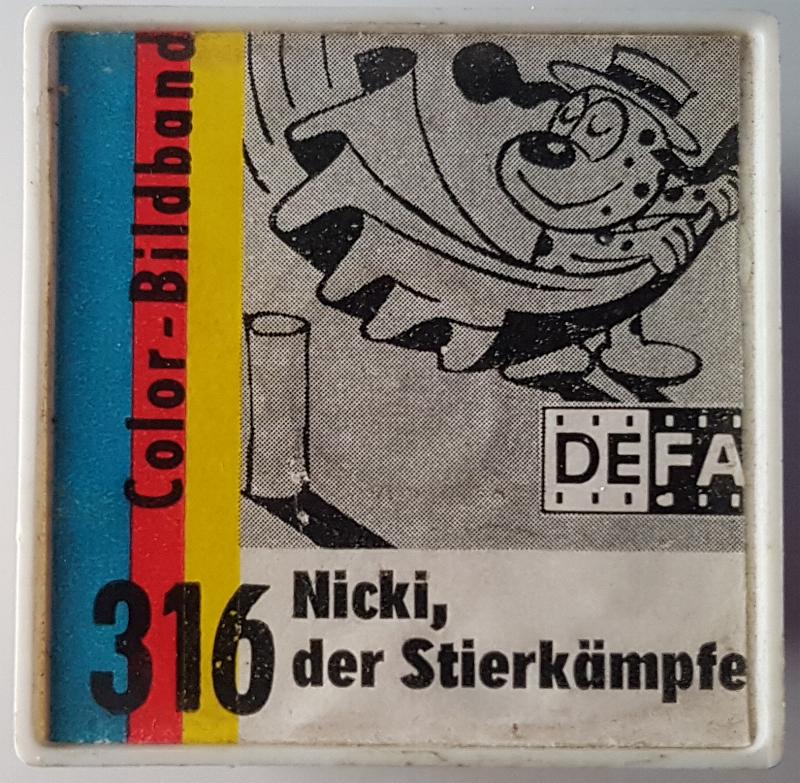 Color-Bildband
DEFA
316
Nicki,
der Stierkämpfe